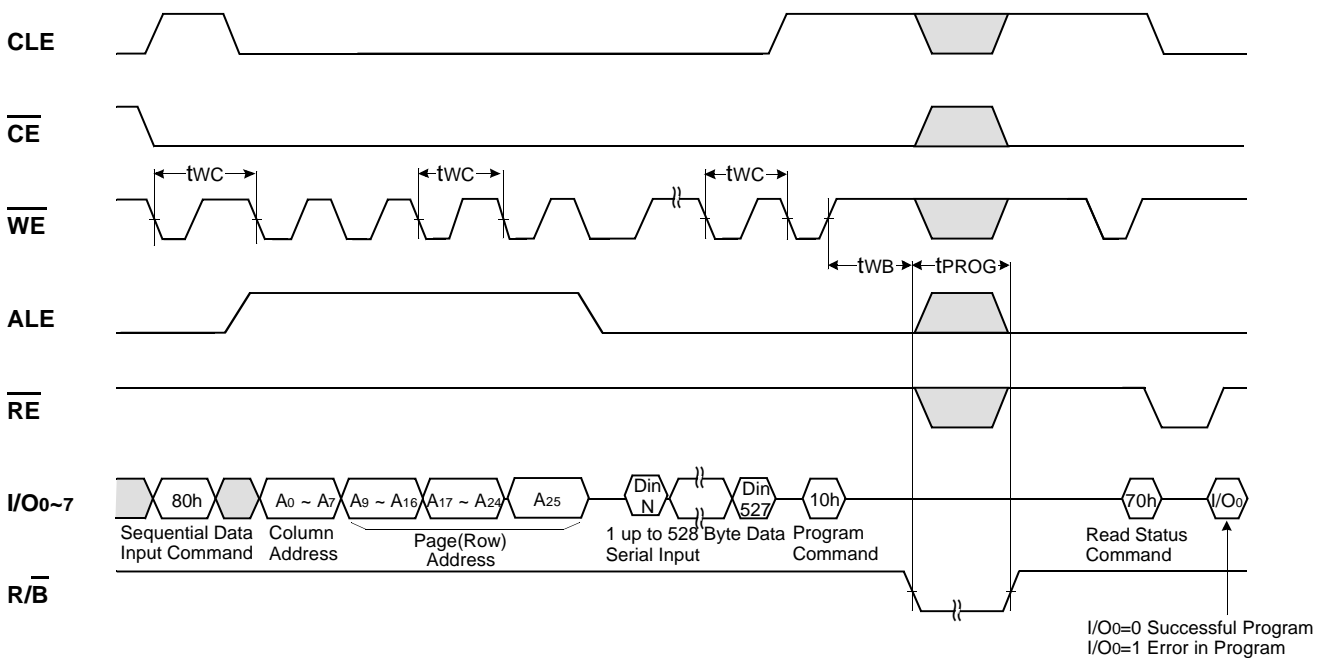 CLE
CE
tWC tWC tWC
WE
tWB tPROG
ALE
RE
I/O0~7
80h A0 ~ A7 A9 ~ A16 A17 ~ A24 A25 Din N Din 527 10h 70h I/O0
Sequential Data Input Command
Column Address
Page(Row) Address
1 up to 528 Byte Data
Serial Input
Program Command
Read Status Command
R/B
I/O0=0 Successful Program
I/O0=1 Error in Program